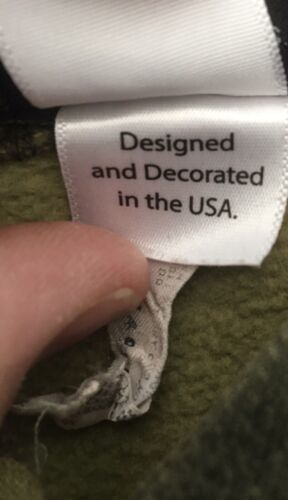 Designed
and Decorated
in the USA.